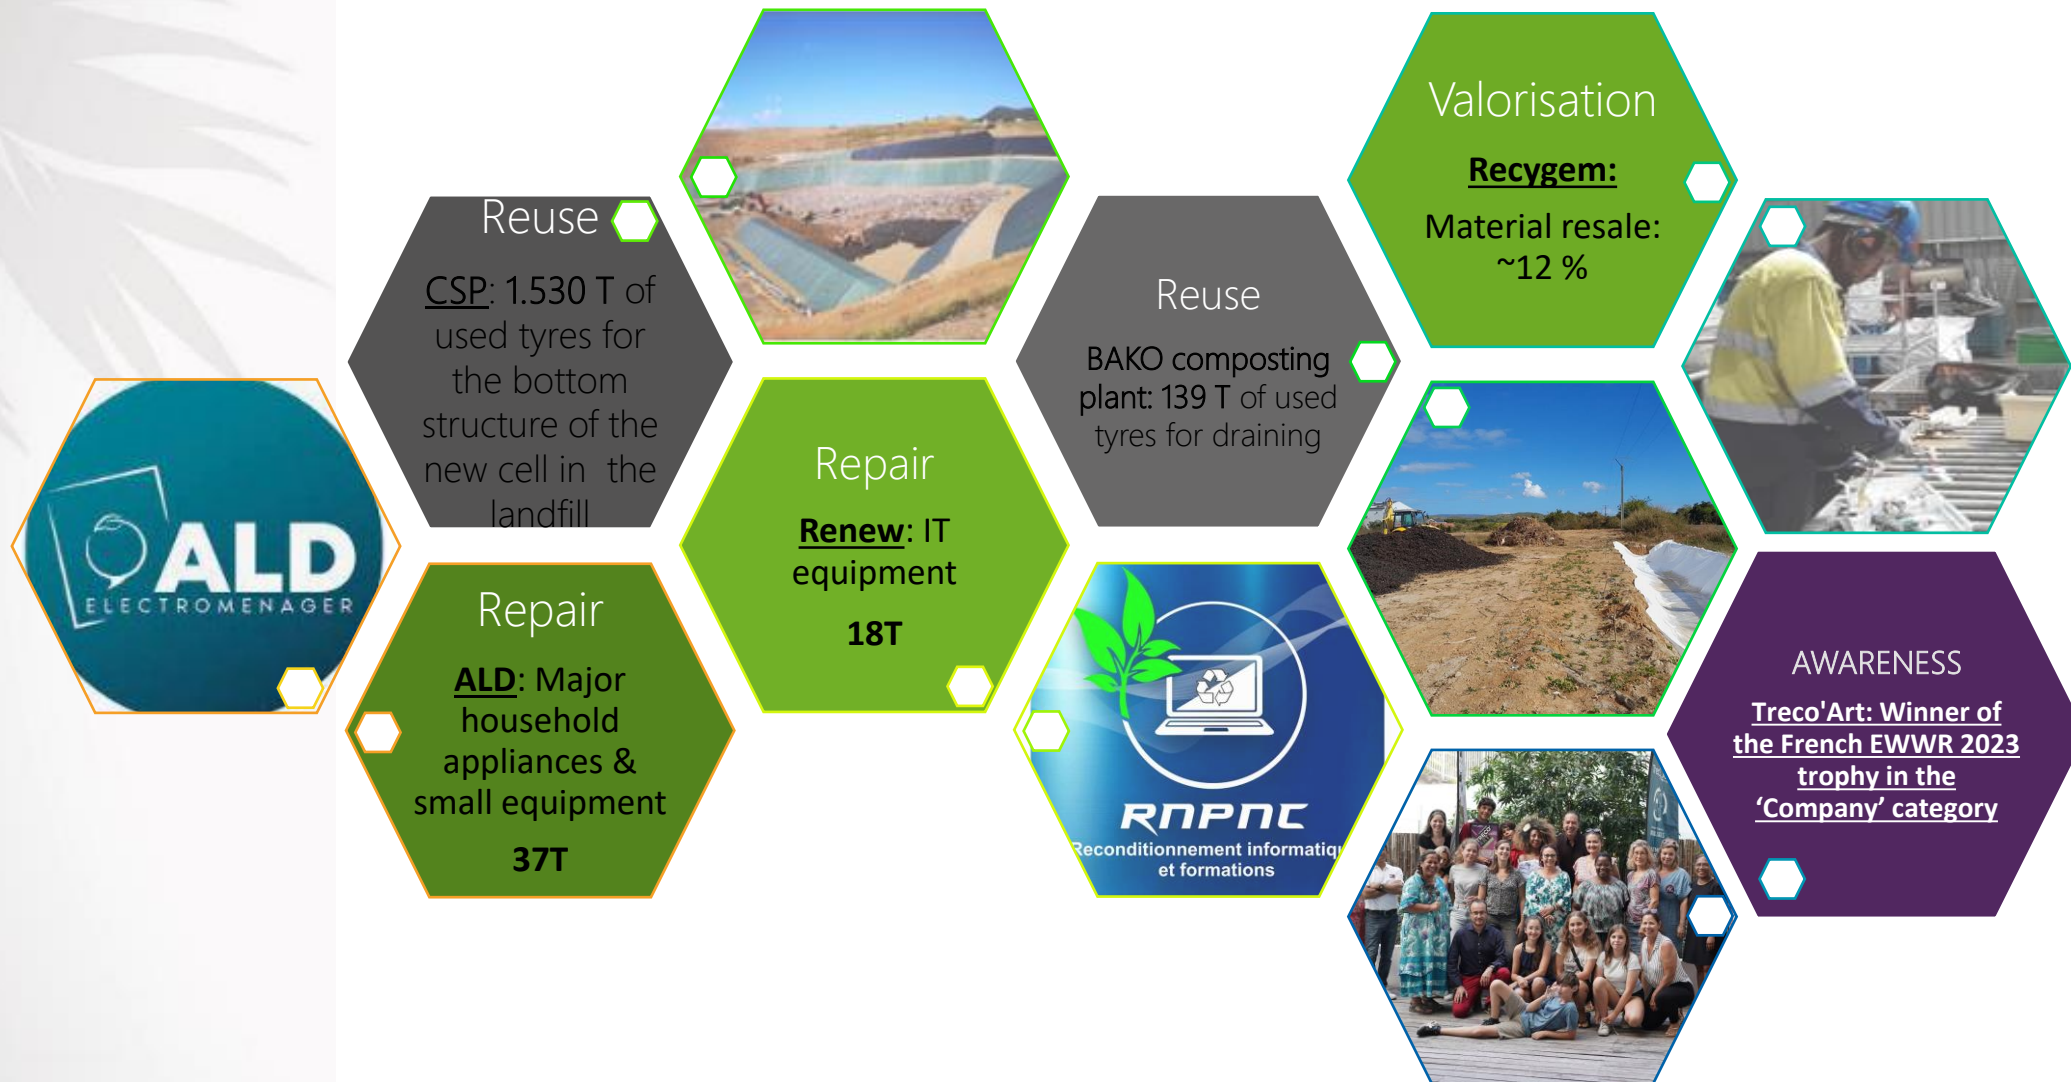 ALD
ELECTROMENAGER
Reuse
CSP: 1.530 T of
used tyres for
the bottom
structure of the
new cell in the
landfill
Repair
ALD: Major
household
appliances &
small equipment
37T
Repair
Renew: IT
equipment
18T
Reuse
BAKO composting
plant: 139 T of used
tyres for draining
RNPNC
Reconditionnement informatiqu
et formations
Valorisation
Recygem:
Material resale:
~12 %
AWARENESS
Treco'Art: Winner of
the French EWWR 2023
trophy in the
‘Company’ category